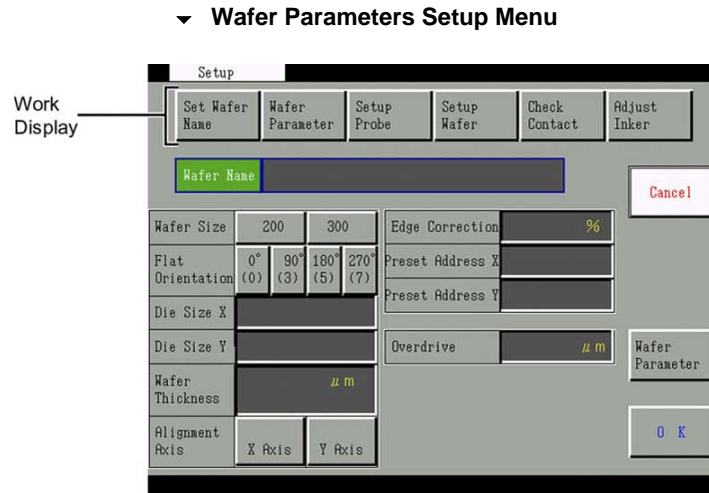 Wafer Parameters Setup Menu
Setup
Work
Display
Set Wafer
Name
Wafer
Parameter
Setup
Probe
Setup
Wafer
Check
Contact
Adjust
Inker
Wafer Name
Cancel
Wafer Size
200
300
Flat
Orientation
0°
(0)
90°
(3)
180°
(5)
270°
(7)
Die Size X
Die Size Y
Wafer
Thickness
μ m
Alignment
Axis
X Axis
Y Axis
Edge Correction
%
Preset Address X
Preset Address Y
Overdrive
μ m
Wafer
Parameter
O K